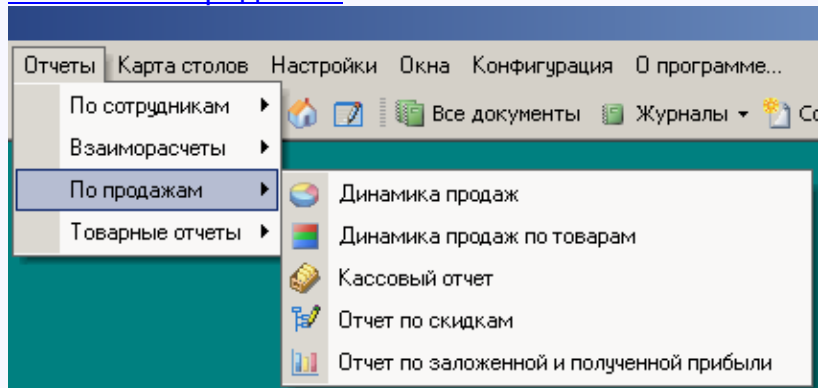 Отчеты Карта столов Настройки Окна Конфигурация О программе...
По сотрудникам Все документы Журналы
Взаиморасчеты
По продажам Динамика продаж
Товарные отчеты Динамика продаж по товарам
Кассовый отчет
Отчет по скидкам
Отчет по заложенной и полученной прибыли